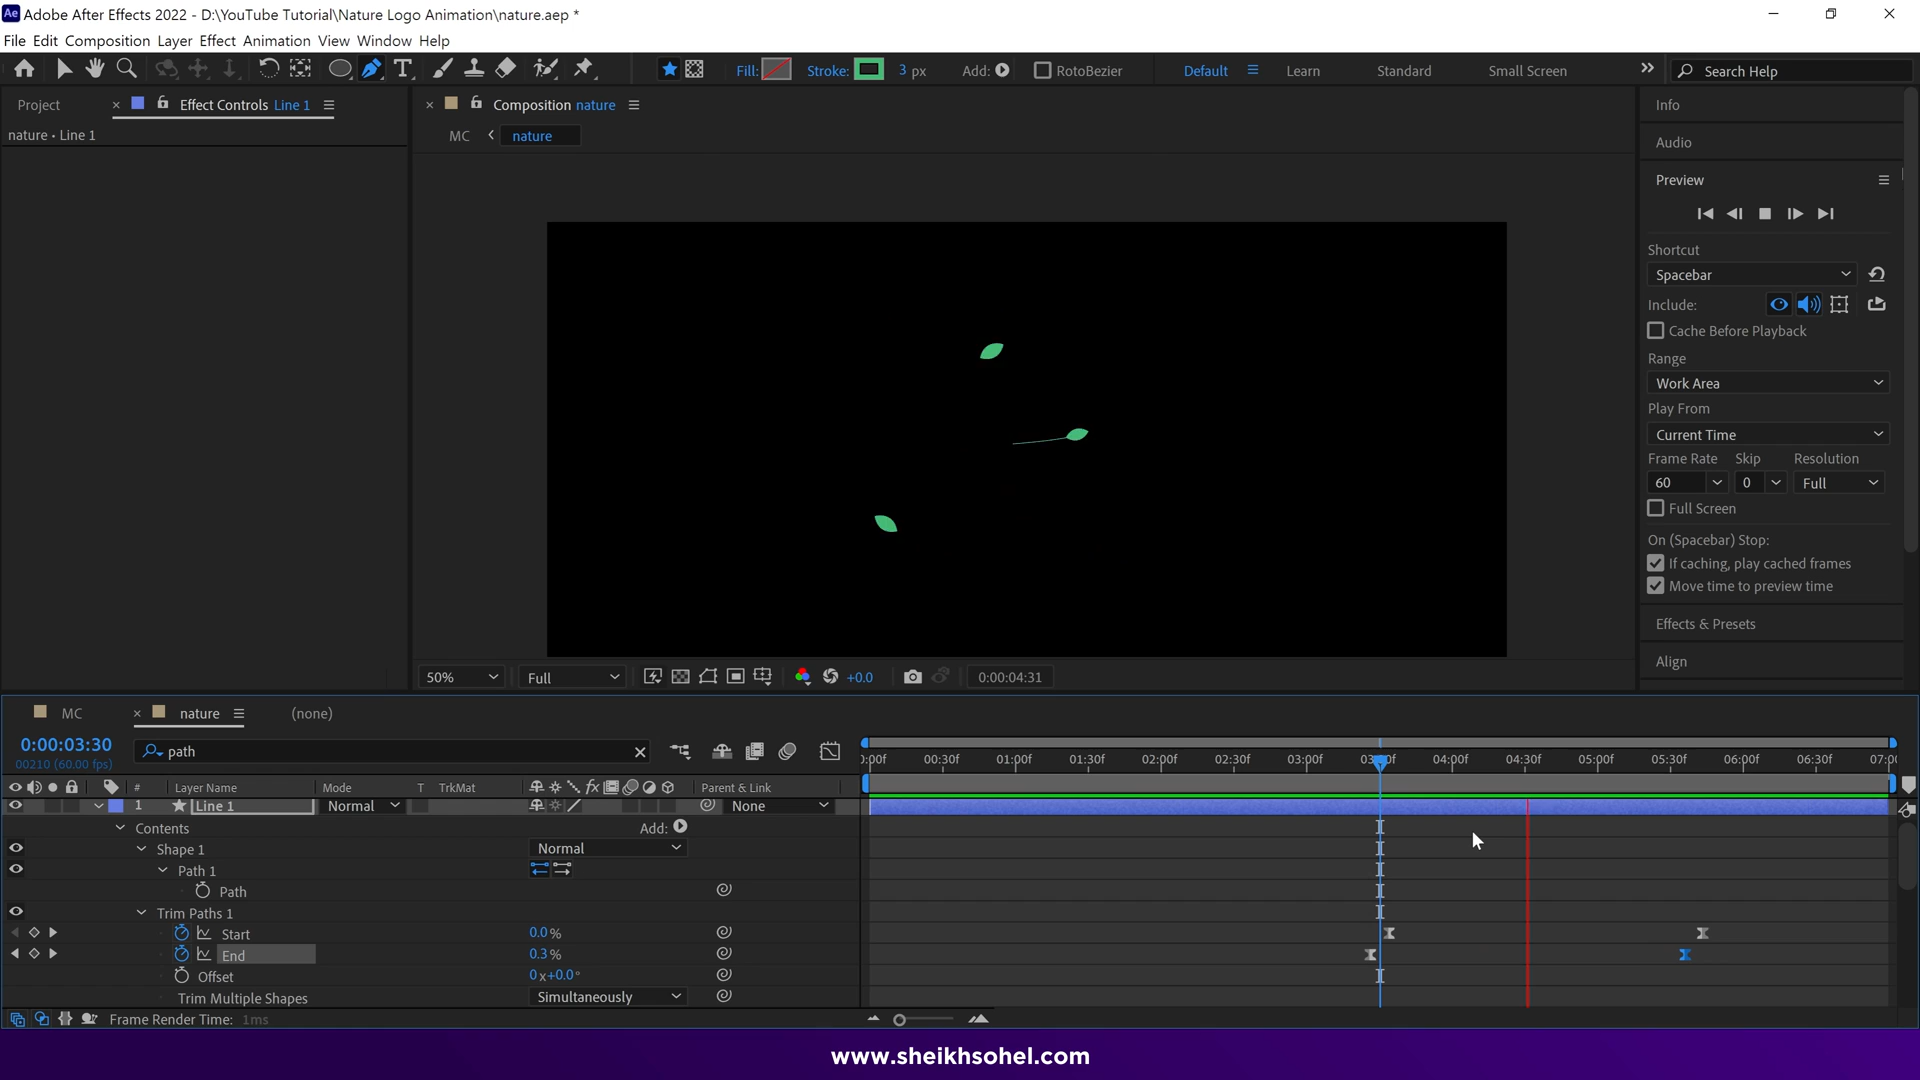 Adobe After Effects 2022 - D:\YouTube Tutorial\Nature Logo Animation\nature.aep *
File Edit Composition Layer Effect Animation View Window Help
Fill: Stroke: 3 px Add: RotoBezier Default Learn Standard Small Screen Search Help
Project Effect Controls Line 1
nature • Line 1
Composition nature
MC nature
Info
Audio
Preview
Shortcut
Spacebar
Include:
Cache Before Playback
Range
Work Area
Play From
Current Time
Frame Rate Skip Resolution
60 0 Full
Full Screen
On (Spacebar) Stop:
If caching, play cached frames
Move time to preview time
Effects & Presets
Align
50% Full +0.0 0:00:04:31
MC nature (none)
0:00:03:30
00210 (60.00 fps)
path
# Layer Name Mode T TrkMat Parent & Link
00f 00:30f 01:00f 01:30f 02:00f 02:30f 03:00f 04:00f 04:30f 05:00f 05:30f 06:00f 06:30f
1 Line 1 Normal None
Contents Add:
Shape 1 Normal
Path 1
Path
Trim Paths 1
Start 0.0%
End 0.3%
Offset 0x+0.0°
Trim Multiple Shapes Simultaneously
Frame Render Time: 1ms
www.sheikhsohel.com